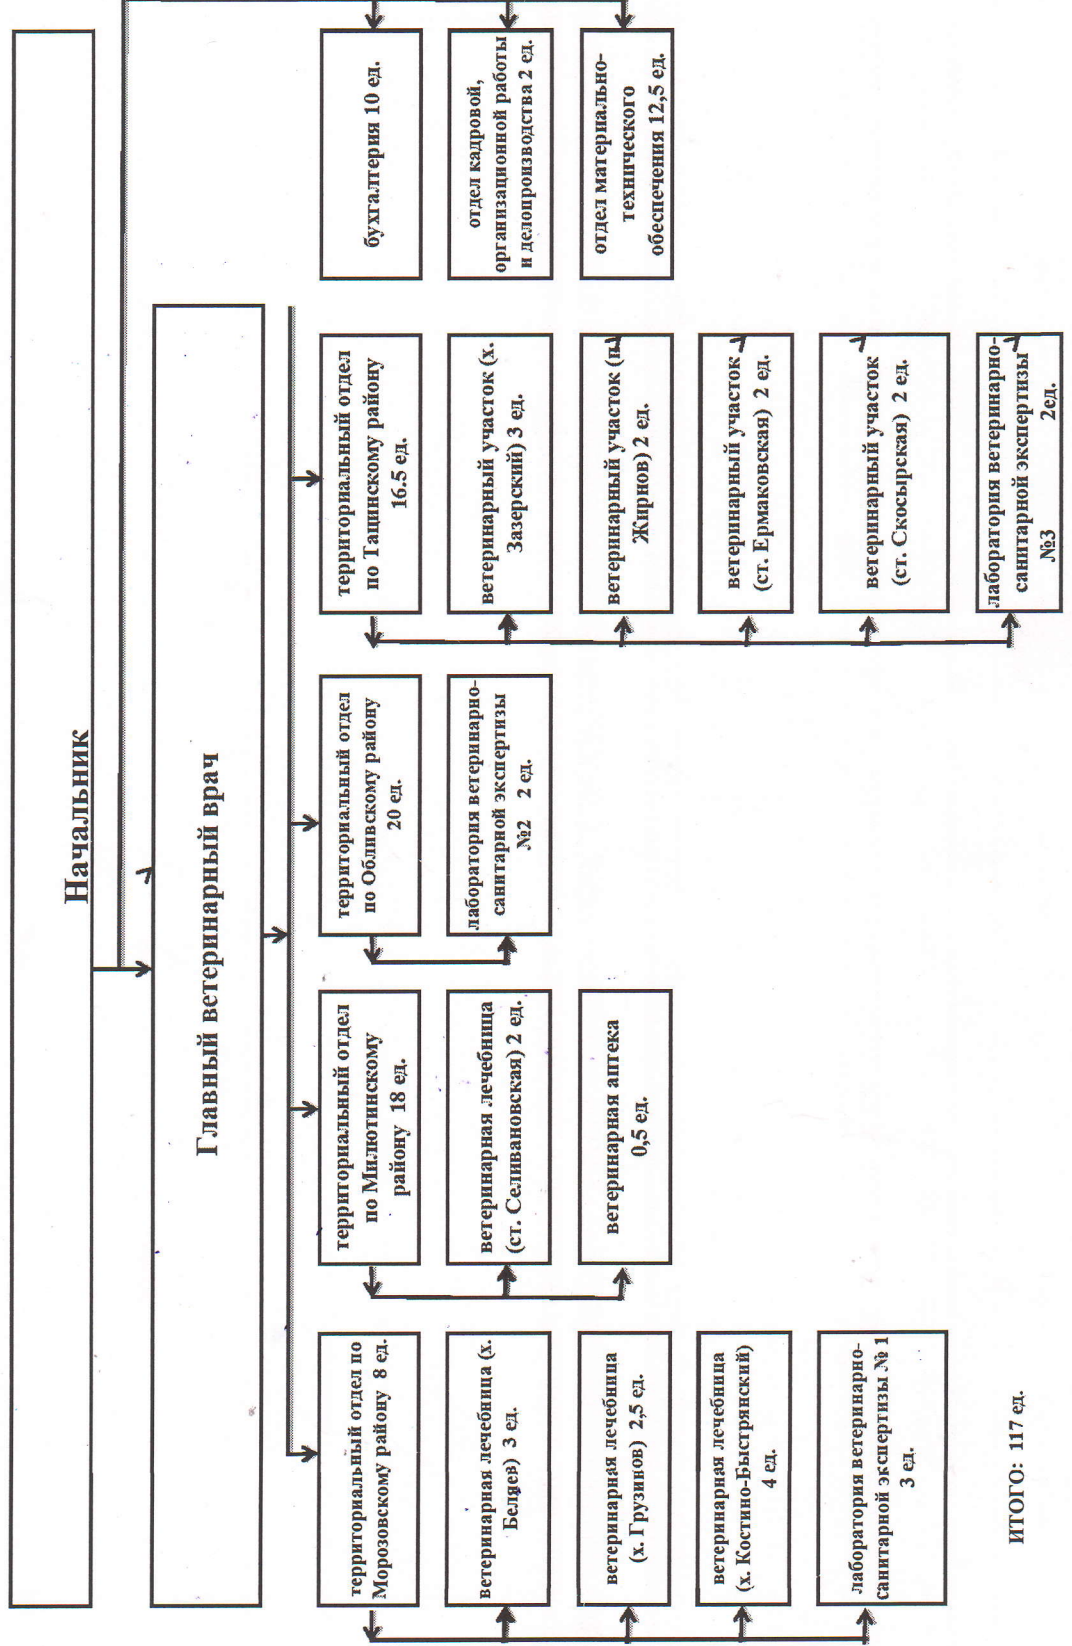 Начальник
Главный ветеринарный врач
территориальный отдел по
Морозовскому району 8 ед.
ветеринарная лечебница (х.
Беляев) 3 ед.
ветеринарная лечебница
(х. Грузинов) 2,5 ед.
ветеринарная лечебница
(х. Костино-Быстрянский)
4 ед.
лаборатория ветеринарно-
санитарной экспертизы № 1
3 ед.
территориальный отдел
по Милютинскому
району 18 ед.
ветеринарная лечебница
(ст. Селивановская) 2 ед.
ветеринарная аптека
0,5 ед.
территориальный отдел
по Обливскому району
20 ед.
лаборатория ветеринарно-
санитарной экспертизы
№2 2 ед.
территориальный отдел
по Тацинскому району
16.5 ед.
ветеринарный участок (х.
Зазерский) 3 ед.
ветеринарный участок (п.
Жирнов) 2 ед.
ветеринарный участок
(ст. Ермаковская) 2 ед.
ветеринарный участок
(ст. Скосырская) 2 ед.
лаборатория ветеринарно-
санитарной экспертизы
№3 2ед.
бухгалтерия 10 ед.
отдел кадровой,
организационной работы
и делопроизводства 2 ед.
отдел материально-
технического
обеспечения 12,5 ед.
ИТОГО: 117 ед.